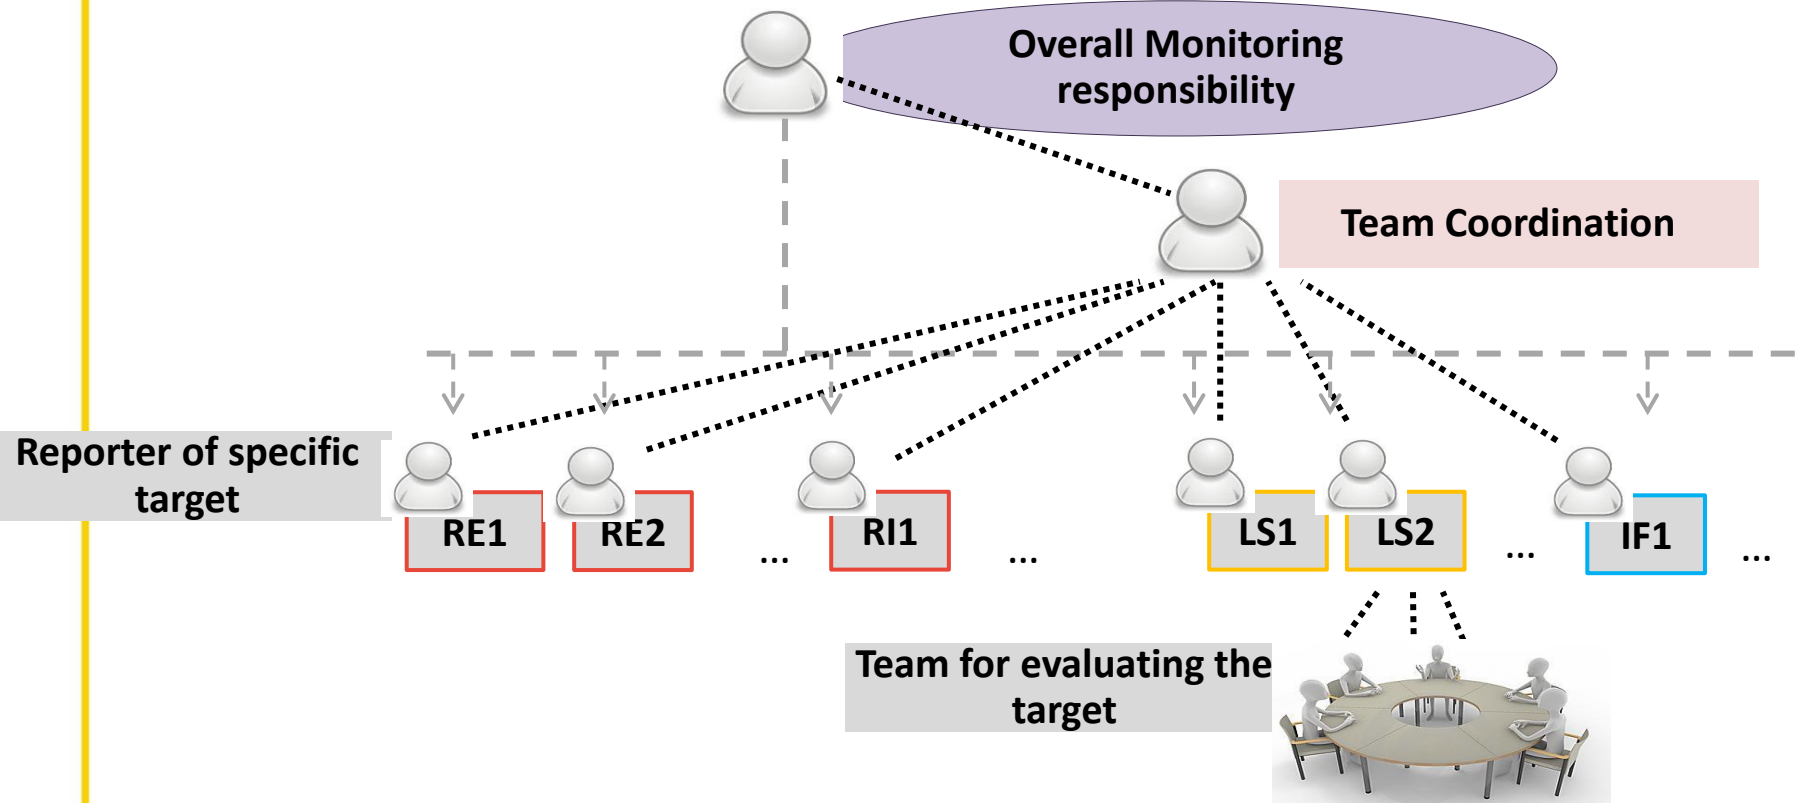 Overall Monitoring
responsibility
Team Coordination
Reporter of specific
target
RE1
RE2
...
RI1
...
LS1
LS2
...
IF1
...
Team for evaluating the
target